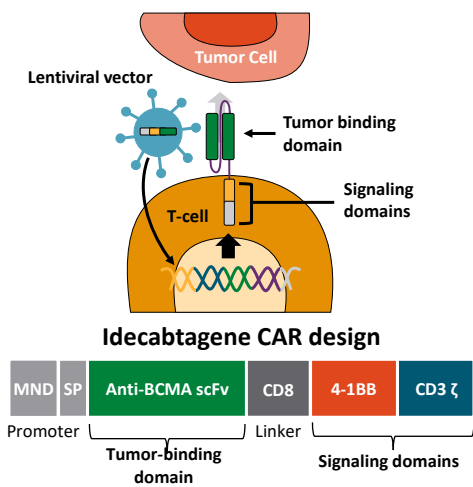 Tumor Cell
Lentiviral vector
Tumor binding
domain
Signaling
domains
T-cell
Idecabtagene CAR design
MND SP Anti-BCMA scFv CD8 4-1BB CD3 ζ
Promoter Linker
Tumor-binding
domain
Signaling domains